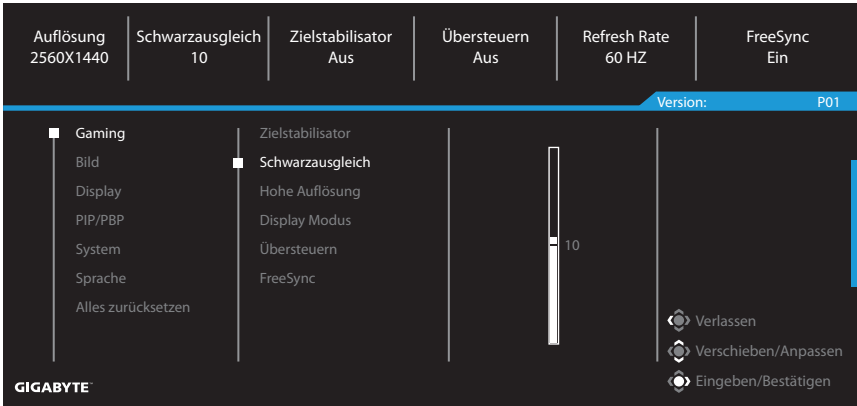 Auflösung
2560X1440
Schwarzausgleich
10
Zielstabilisator
Aus
Übersteuern
Aus
Refresh Rate
60 HZ
FreeSync
Ein
Version: P01
Gaming
Bild
Display
PIP/PBP
System
Sprache
Alles zurücksetzen
Zielstabilisator
Schwarzausgleich
Hohe Auflösung
Display Modus
Übersteuern
FreeSync
10
Verlassen
Verschieben/Anpassen
Eingeben/Bestätigen
GIGABYTE™